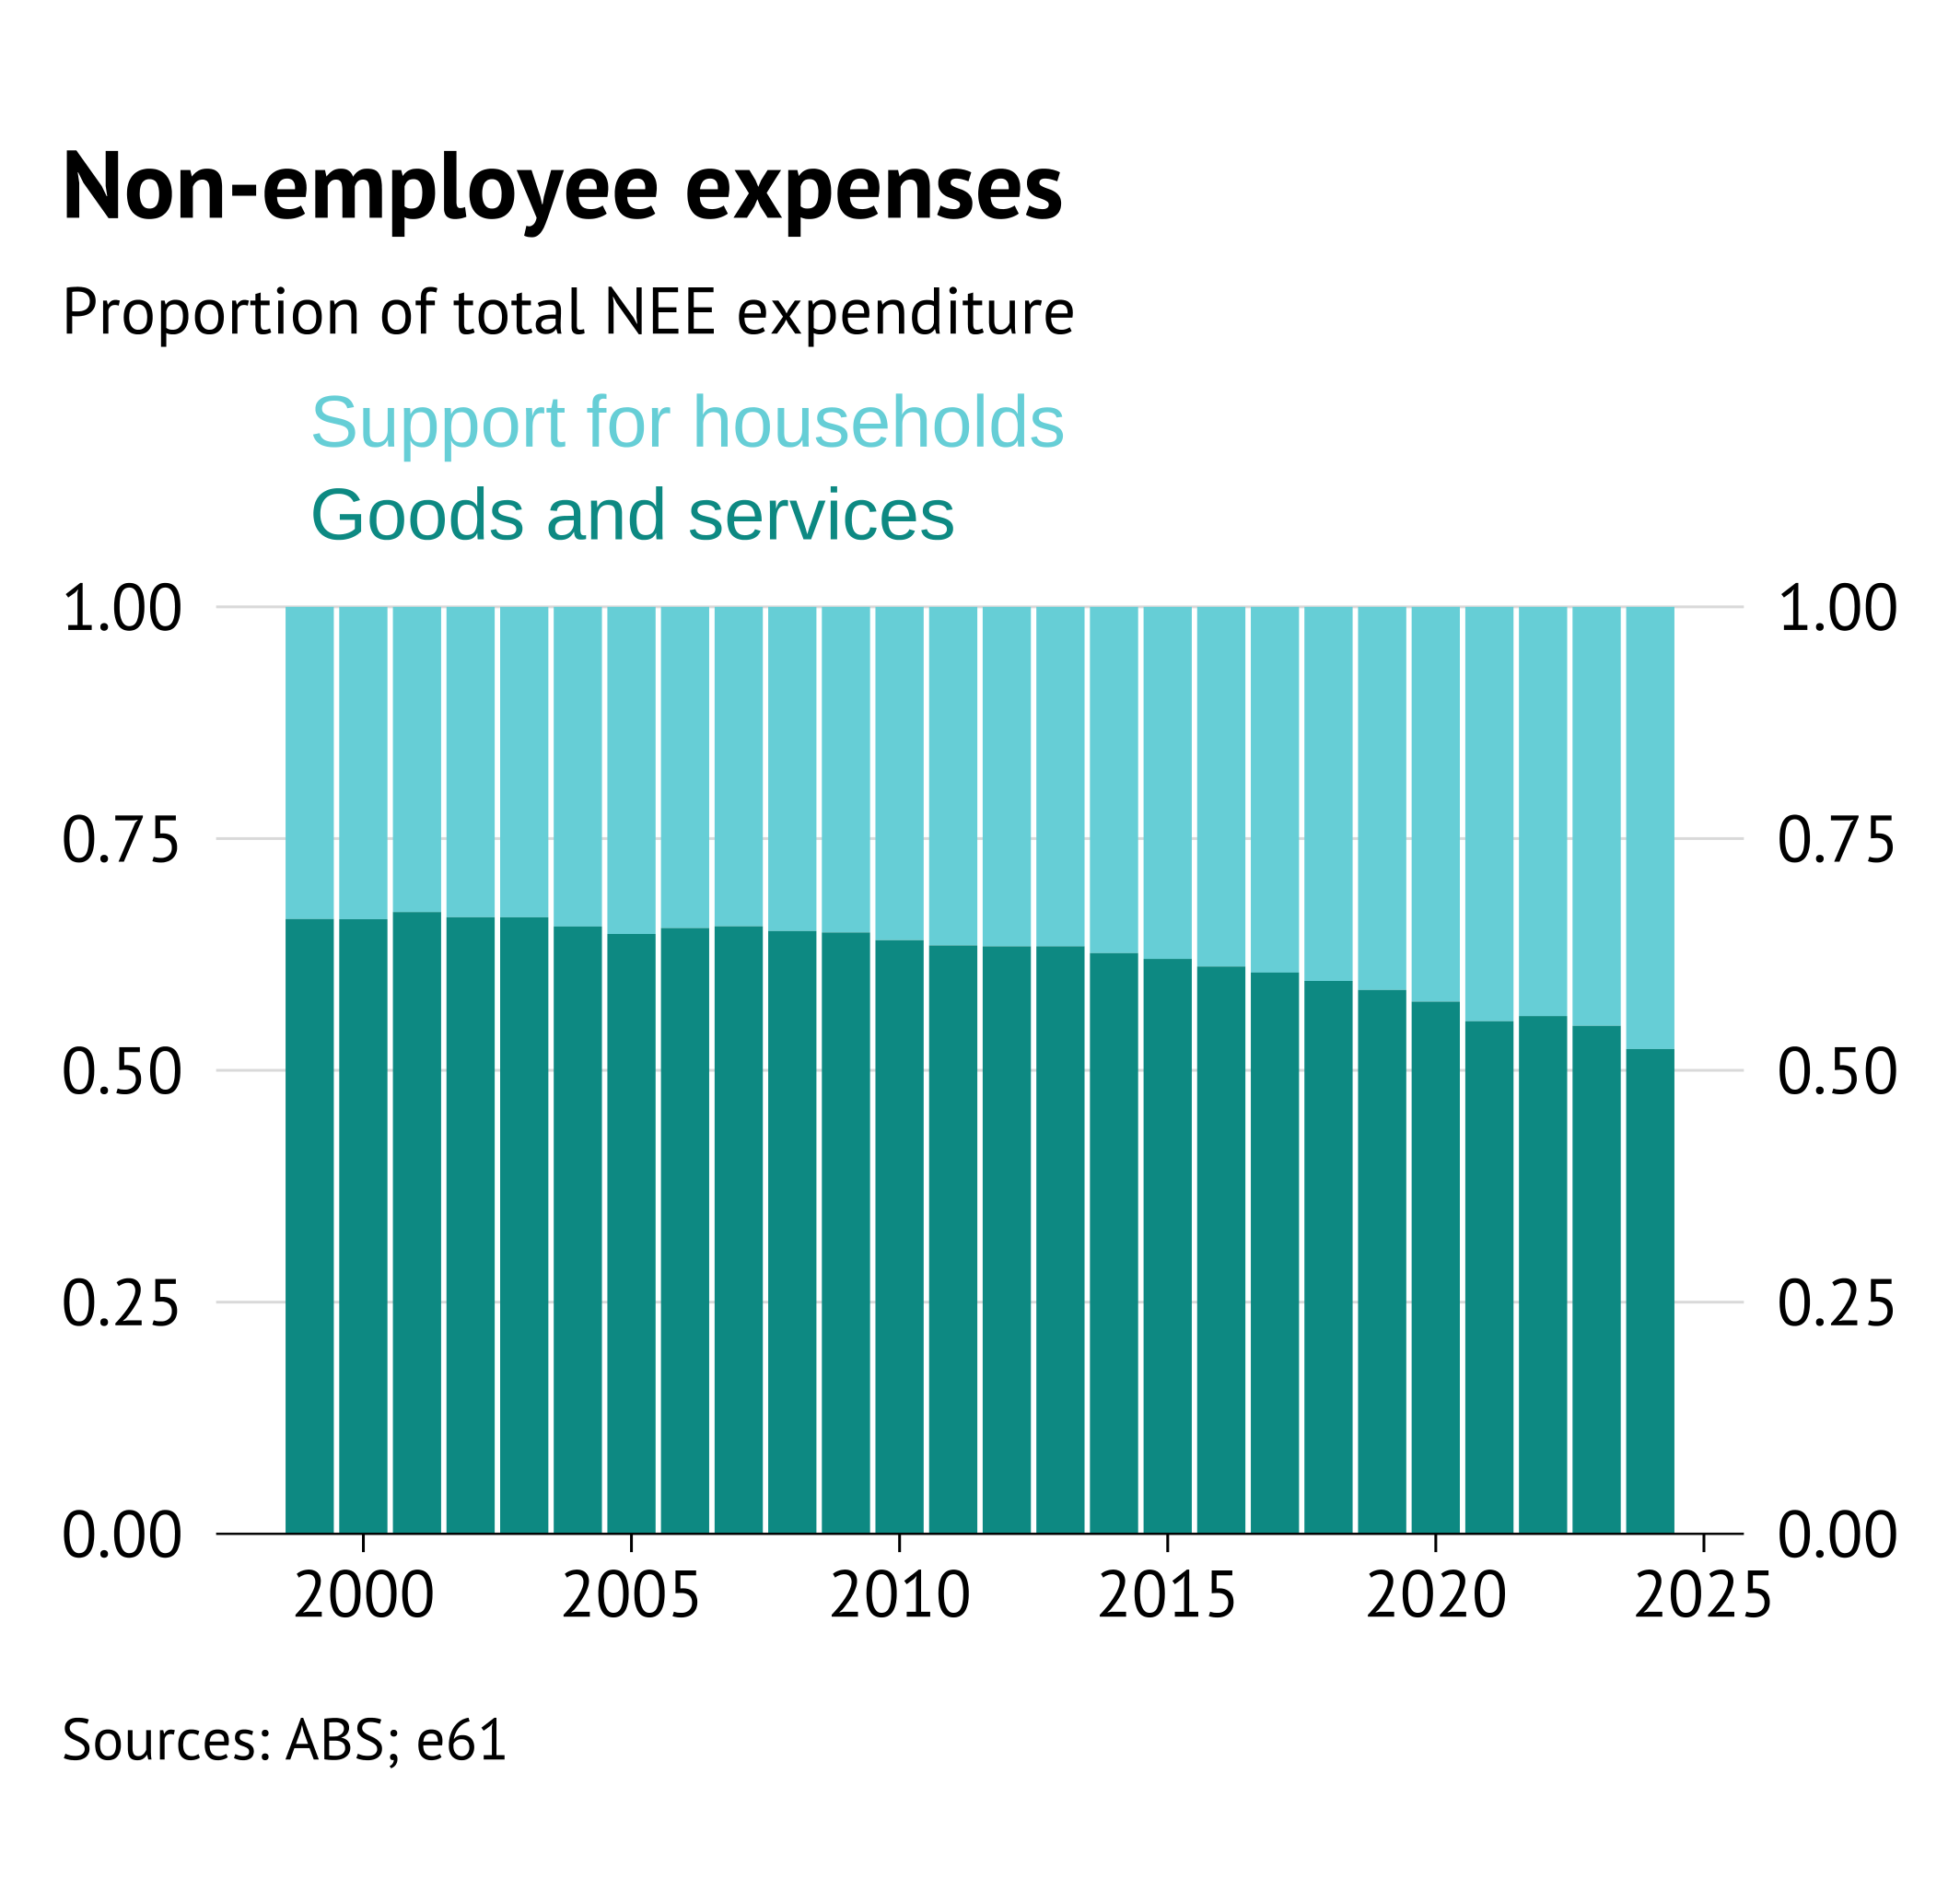 Non-employee expenses
Proportion of total NEE expenditure
Support for households
Goods and services
1.00 1.00
0.75 0.75
0.50 0.50
0.25 0.25
0.00 0.00
2000 2005 2010 2015 2020 2025
Sources: ABS; e61